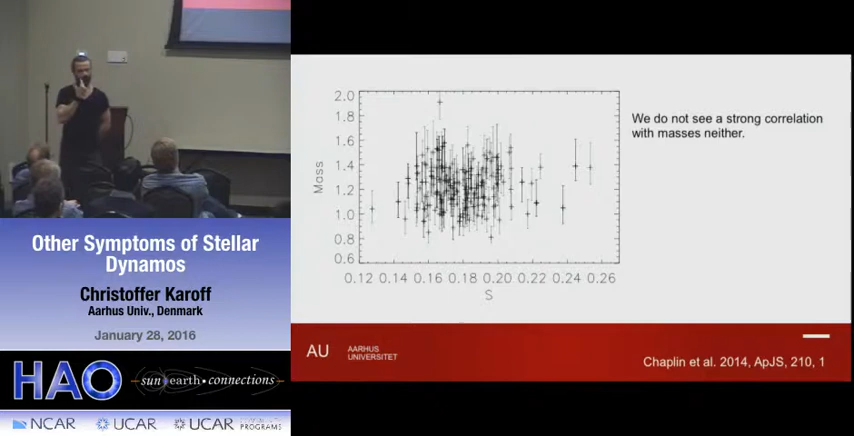 Other Symptoms of Stellar
Dynamos
Christoffer Karoff
Aarhus Univ., Denmark
January 28, 2016
HAO
sun earth • connections
NCAR
UCAR
UCAR
PROGRAMS
We do not see a strong correlation
with masses neither.
Mass
2.0
1.8
1.6
1.4
1.2
1.0
0.8
0.6
0.12 0.14 0.16 0.18 0.20 0.22 0.24 0.26
S
AU
AARHUS
UNIVERSITET
Chaplin et al. 2014, ApJS, 210, 1